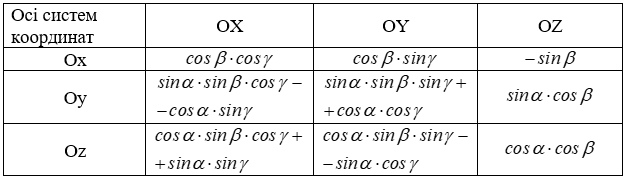 Осі систем координат OX OY OZ
Ox cos β · cos γ cos β · sin γ − sin β
Oy sin α · sin β · cos γ − − cos α · sin γ sin α · sin β · sin γ + + cos α · cos γ sin α · cos β
Oz cos α · sin β · cos γ + + sin α · sin γ cos α · sin β · sin γ − − sin α · cos γ cos α · cos β